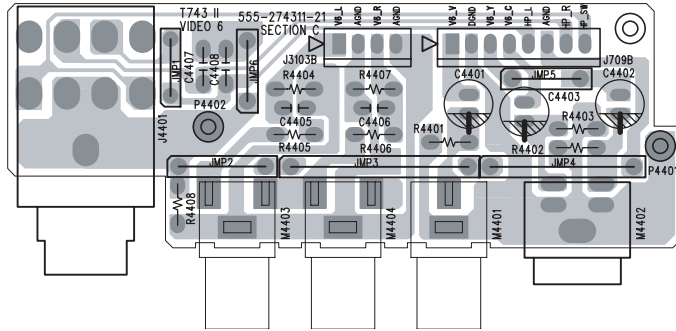 T743 II
VIDEO 6
555-274311-21
SECTION C
V6_L
AGND
V6_R
AGND
V6_V
DGND
V6_Y
V6_C
HP_L
AGND
HP_R
HP_SW
J3103B
J709B
C4407
C4408
JMP1
JMP6
P4402
J4401
R4404
R4407
C4405
C4406
R4405
R4406
C4401
JMP5
C4402
C4403
R4403
R4401
R4402
P4401
JMP2
JMP3
JMP4
R4408
M4403
M4404
M4401
M4402